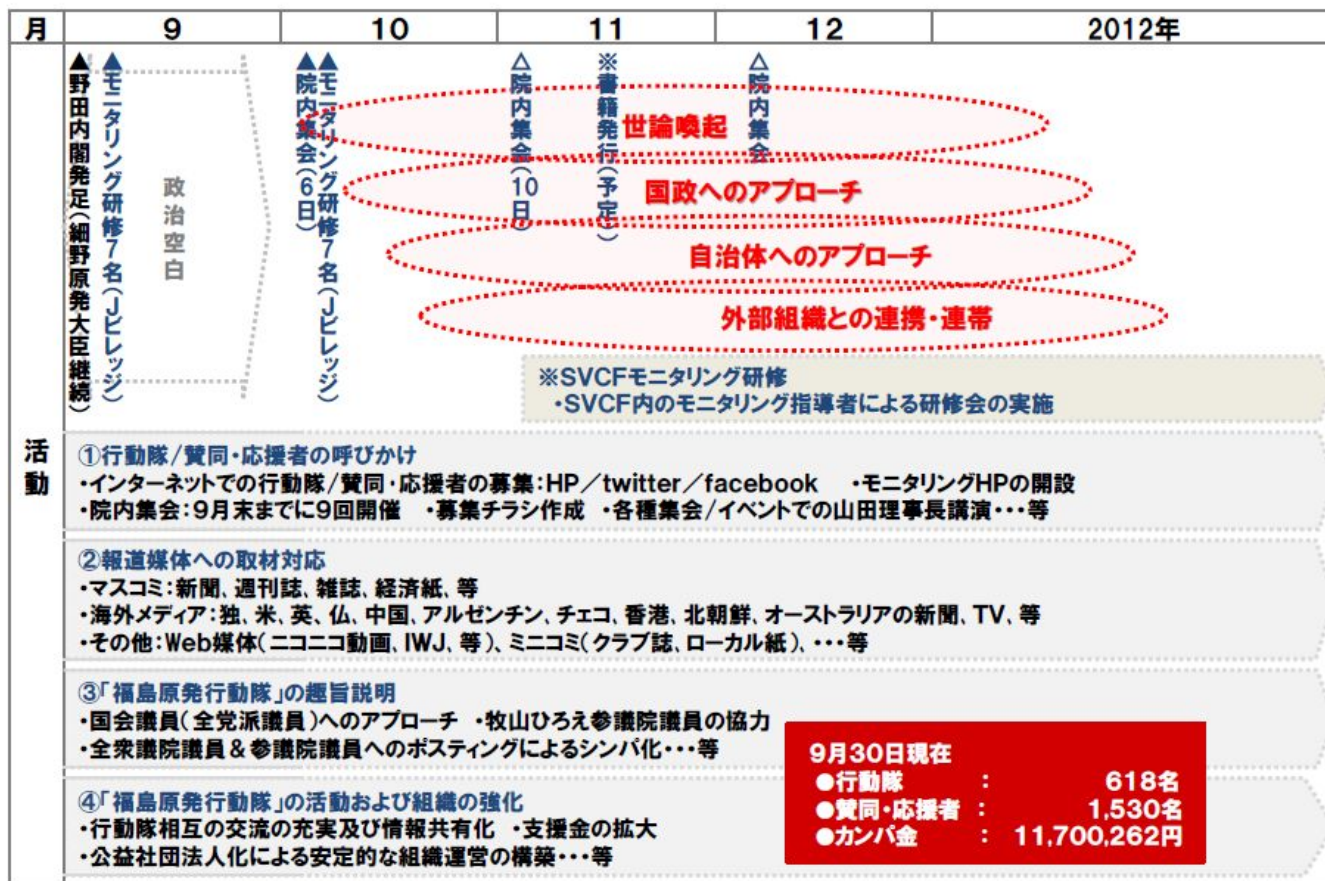 月
9
10
11
12
2012年
▲野田内閣発足(細野原発大臣継続)
▲モニタリング研修7名(Jビレッジ)
政治空白
▲院内集会(6日)
▲モニタリング研修7名(Jビレッジ)
△院内集会(10日)
※書籍発行(予定)
△院内集会
世論喚起
国政へのアプローチ
自治体へのアプローチ
外部組織との連携・連帯
※SVCFモニタリング研修
・SVCF内のモニタリング指導者による研修会の実施
活動
①行動隊/賛同・応援者の呼びかけ
・インターネットでの行動隊/賛同・応援者の募集:HP/twitter/facebook ・モニタリングHPの開設
・院内集会:9月末までに9回開催 ・募集チラシ作成 ・各種集会/イベントでの山田理事長講演・・・等
②報道媒体への取材対応
・マスコミ:新聞、週刊誌、雑誌、経済紙、等
・海外メディア:独、米、英、仏、中国、アルゼンチン、チェコ、香港、北朝鮮、オーストラリアの新聞、TV、等
・その他:Web媒体(ニコニコ動画、IWJ、等)、ミニコミ(クラブ誌、ローカル紙)、・・・等
③「福島原発行動隊」の趣旨説明
・国会議員(全党派議員)へのアプローチ ・牧山ひろえ参議院議員の協力
・全衆議院議員&参議院議員へのポスティングによるシンパ化・・・等
④「福島原発行動隊」の活動および組織の強化
・行動隊相互の交流の充実及び情報共有化 ・支援金の拡大
・公益社団法人化による安定的な組織運営の構築・・・等
9月30日現在
●行動隊 : 618名
●賛同・応援者 : 1,530名
●カンパ金 : 11,700,262円